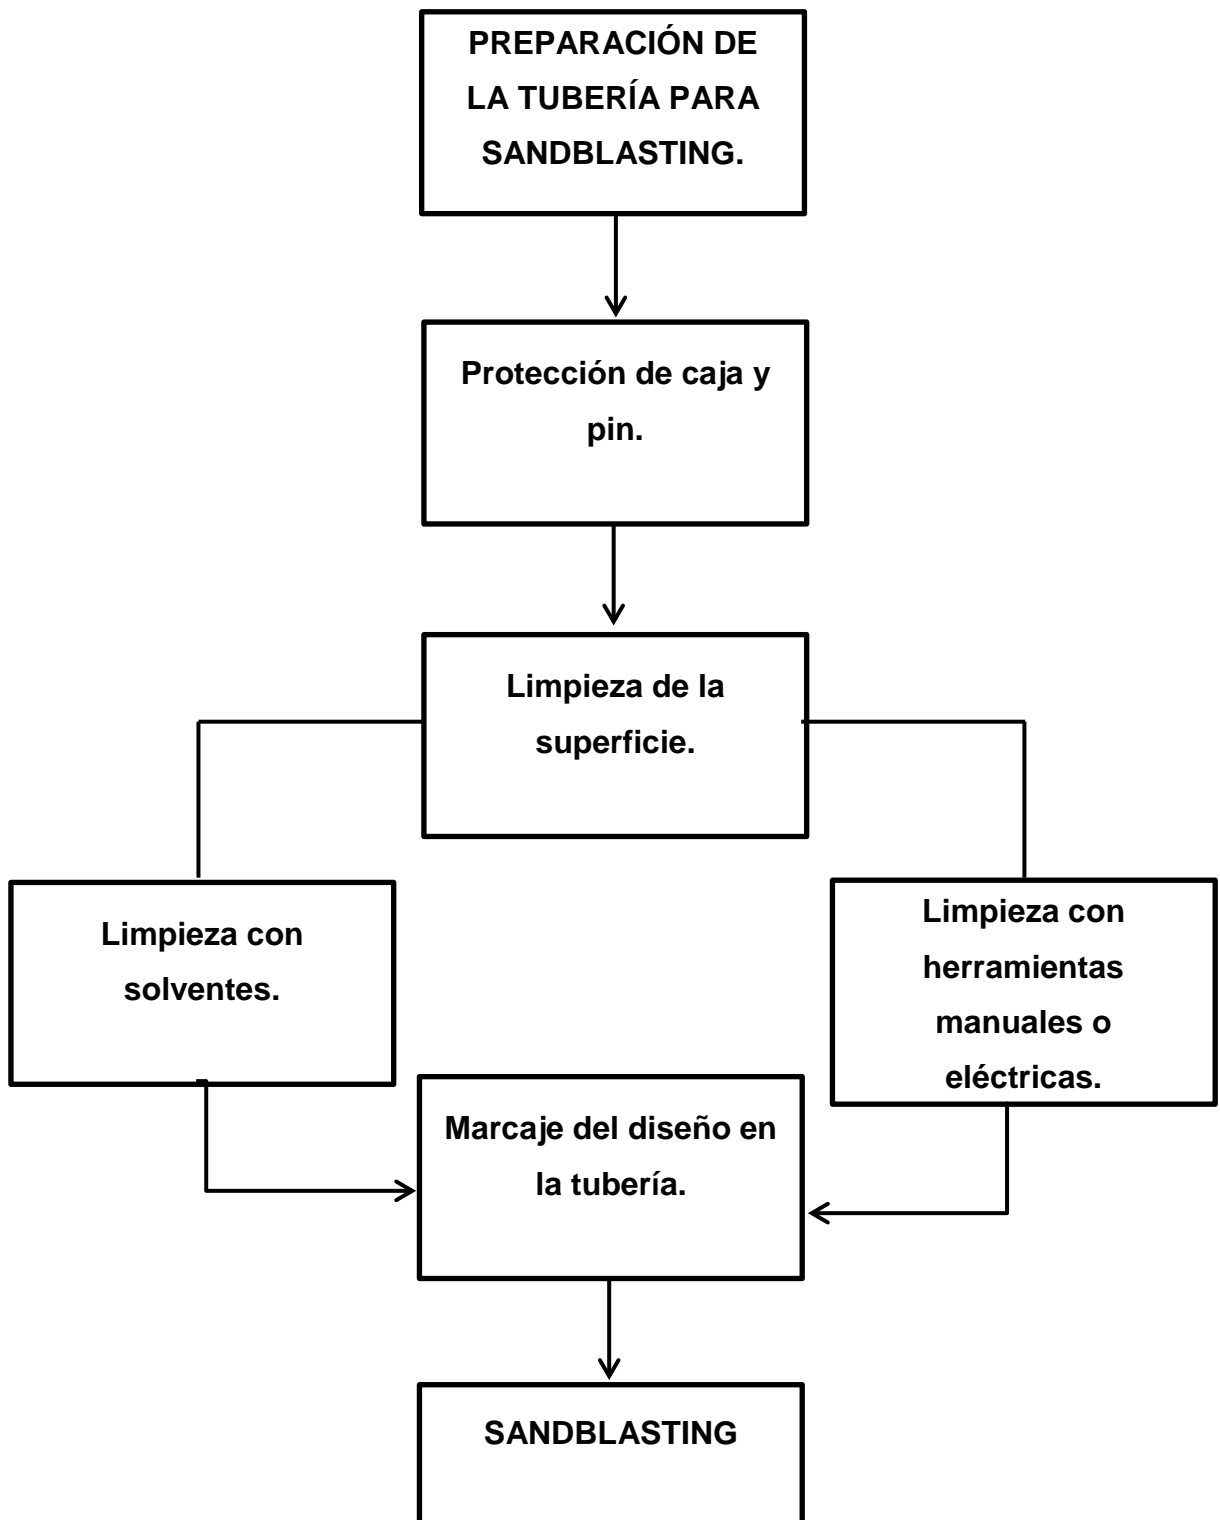 PREPARACIÓN DE
LA TUBERÍA PARA
SANDBLASTING.
Protección de caja y
pin.
Limpieza de la
superficie.
Limpieza con
solventes.
Limpieza con
herramientas
manuales o
eléctricas.
Marcaje del diseño en
la tubería.
SANDBLASTING